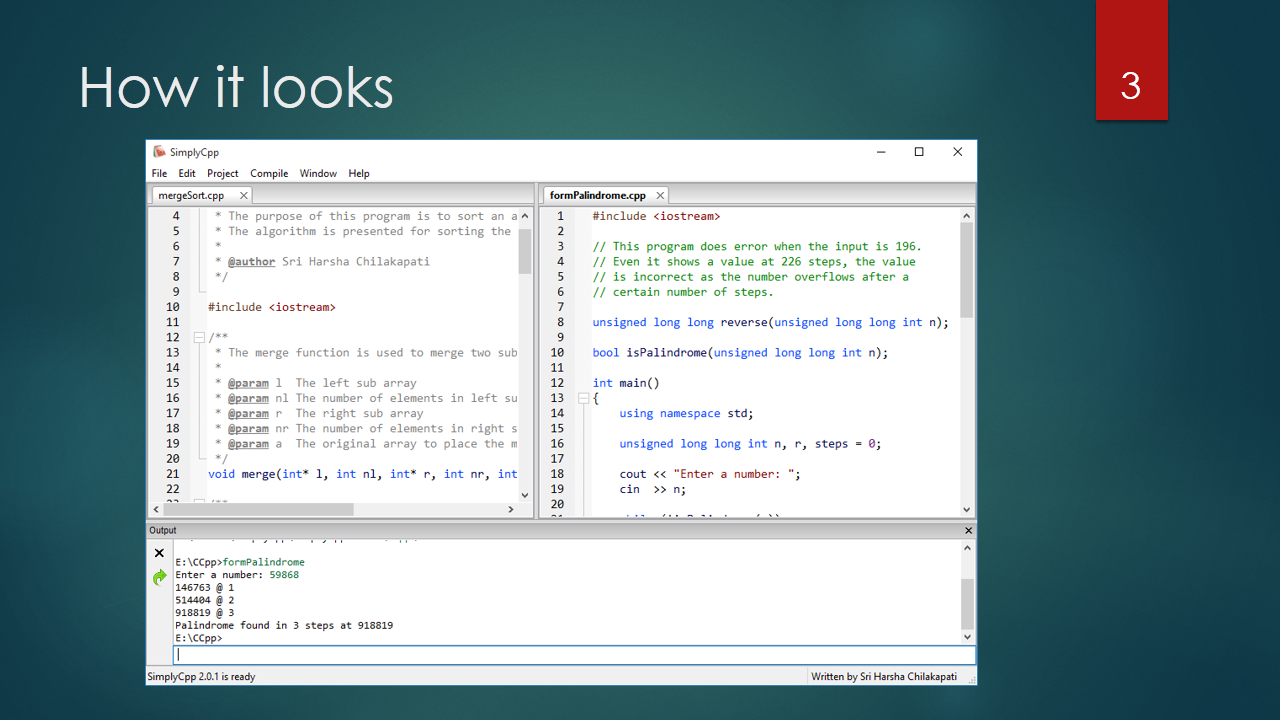 How it looks
3
SimplyCpp
File Edit Project Compile Window Help
mergeSort.cpp
4 * The purpose of this program is to sort an a
5 * The algorithm is presented for sorting the
6 *
7 * @author Sri Harsha Chilakapati
8 */
9
10 #include <iostream>
11
12 /**
13 * The merge function is used to merge two sub
14 *
15 * @param l The left sub array
16 * @param nl The number of elements in left su
17 * @param r The right sub array
18 * @param nr The number of elements in right s
19 * @param a The original array to place the m
20 */
21 void merge(int* l, int nl, int* r, int nr, int
22
formPalindrome.cpp
1 #include <iostream>
2
3 // This program does error when the input is 196.
4 // Even it shows a value at 226 steps, the value
5 // is incorrect as the number overflows after a
6 // certain number of steps.
7
8 unsigned long long reverse(unsigned long long int n);
9
10 bool isPalindrome(unsigned long long int n);
11
12 int main()
13 {
14 using namespace std;
15
16 unsigned long long int n, r, steps = 0;
17
18 cout << "Enter a number: ";
19 cin >> n;
20
Output
E:\CCpp>formPalindrome
Enter a number: 59868
146763 @ 1
514404 @ 2
918819 @ 3
Palindrome found in 3 steps at 918819
E:\CCpp>
SimplyCpp 2.0.1 is ready
Written by Sri Harsha Chilakapati